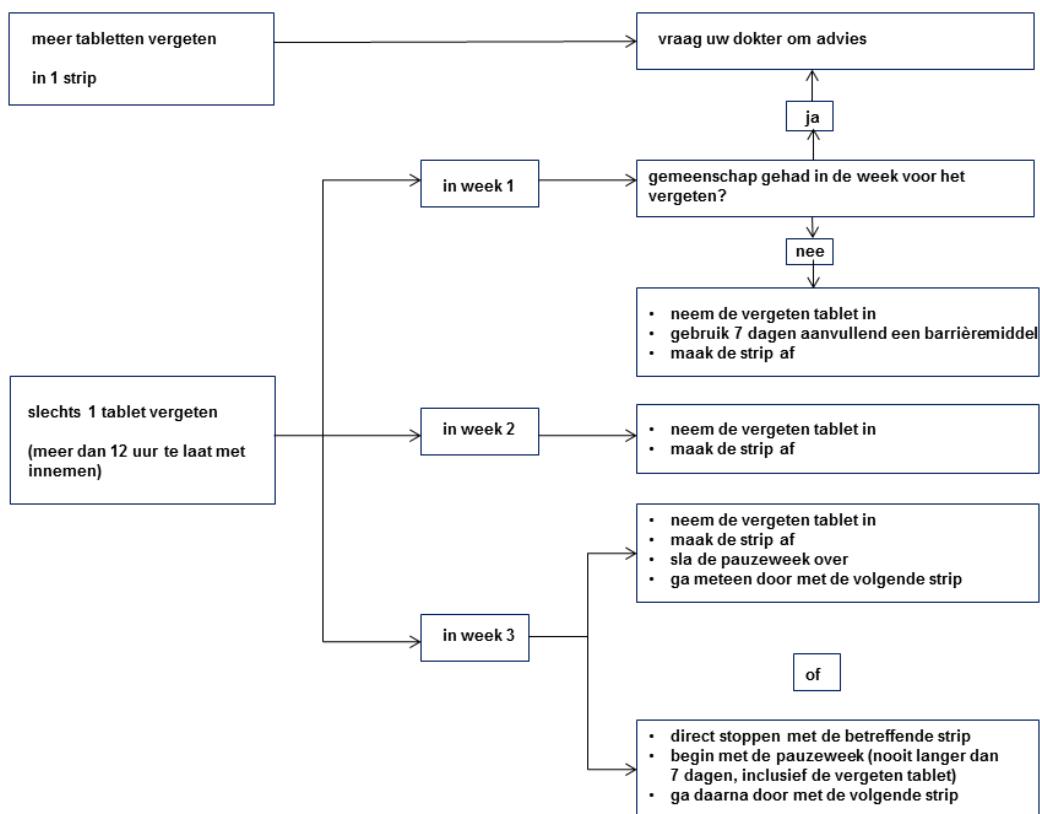 meer tabletten vergeten
in 1 strip
vraag uw dokter om advies
ja
in week 1
gemeenschap gehad in de week voor het
vergeten?
nee
• neem de vergeten tablet in
• gebruik 7 dagen aanvullend een barrièremiddel
• maak de strip af
slechts 1 tablet vergeten
(meer dan 12 uur te laat met
innemen)
in week 2
• neem de vergeten tablet in
• maak de strip af
• neem de vergeten tablet in
• maak de strip af
• sla de pauzeweek over
• ga meteen door met de volgende strip
in week 3
of
• direct stoppen met de betreffende strip
• begin met de pauzeweek (nooit langer dan
7 dagen, inclusief de vergeten tablet)
• ga daarna door met de volgende strip